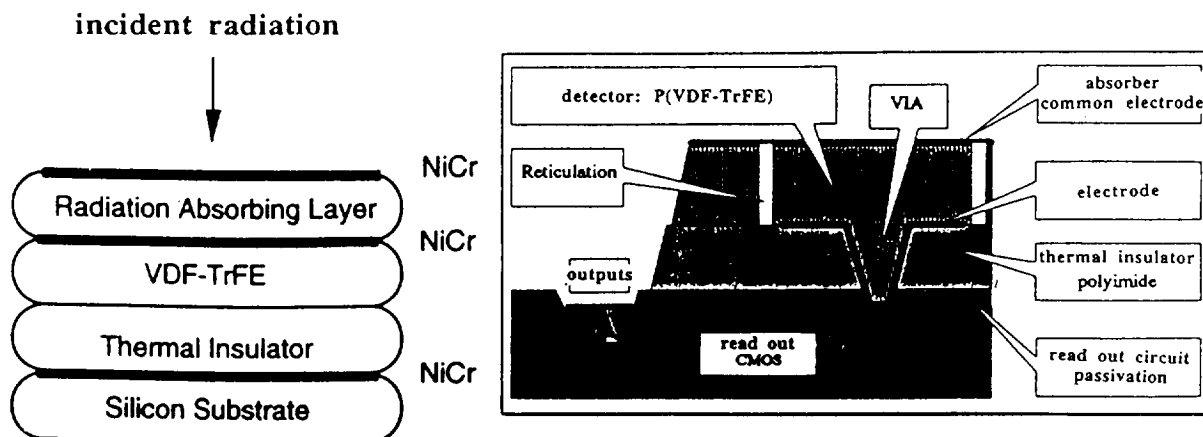 incident radiation
NiCr
Radiation Absorbing Layer
NiCr
VDF-TrFE
Thermal Insulator
NiCr
Silicon Substrate
detector: P(VDF-TrFE)
VIA
absorber
common electrode
Reticulation
electrode
outputs
thermal insulator
polyimide
read out
CMOS
read out circuit
passivation